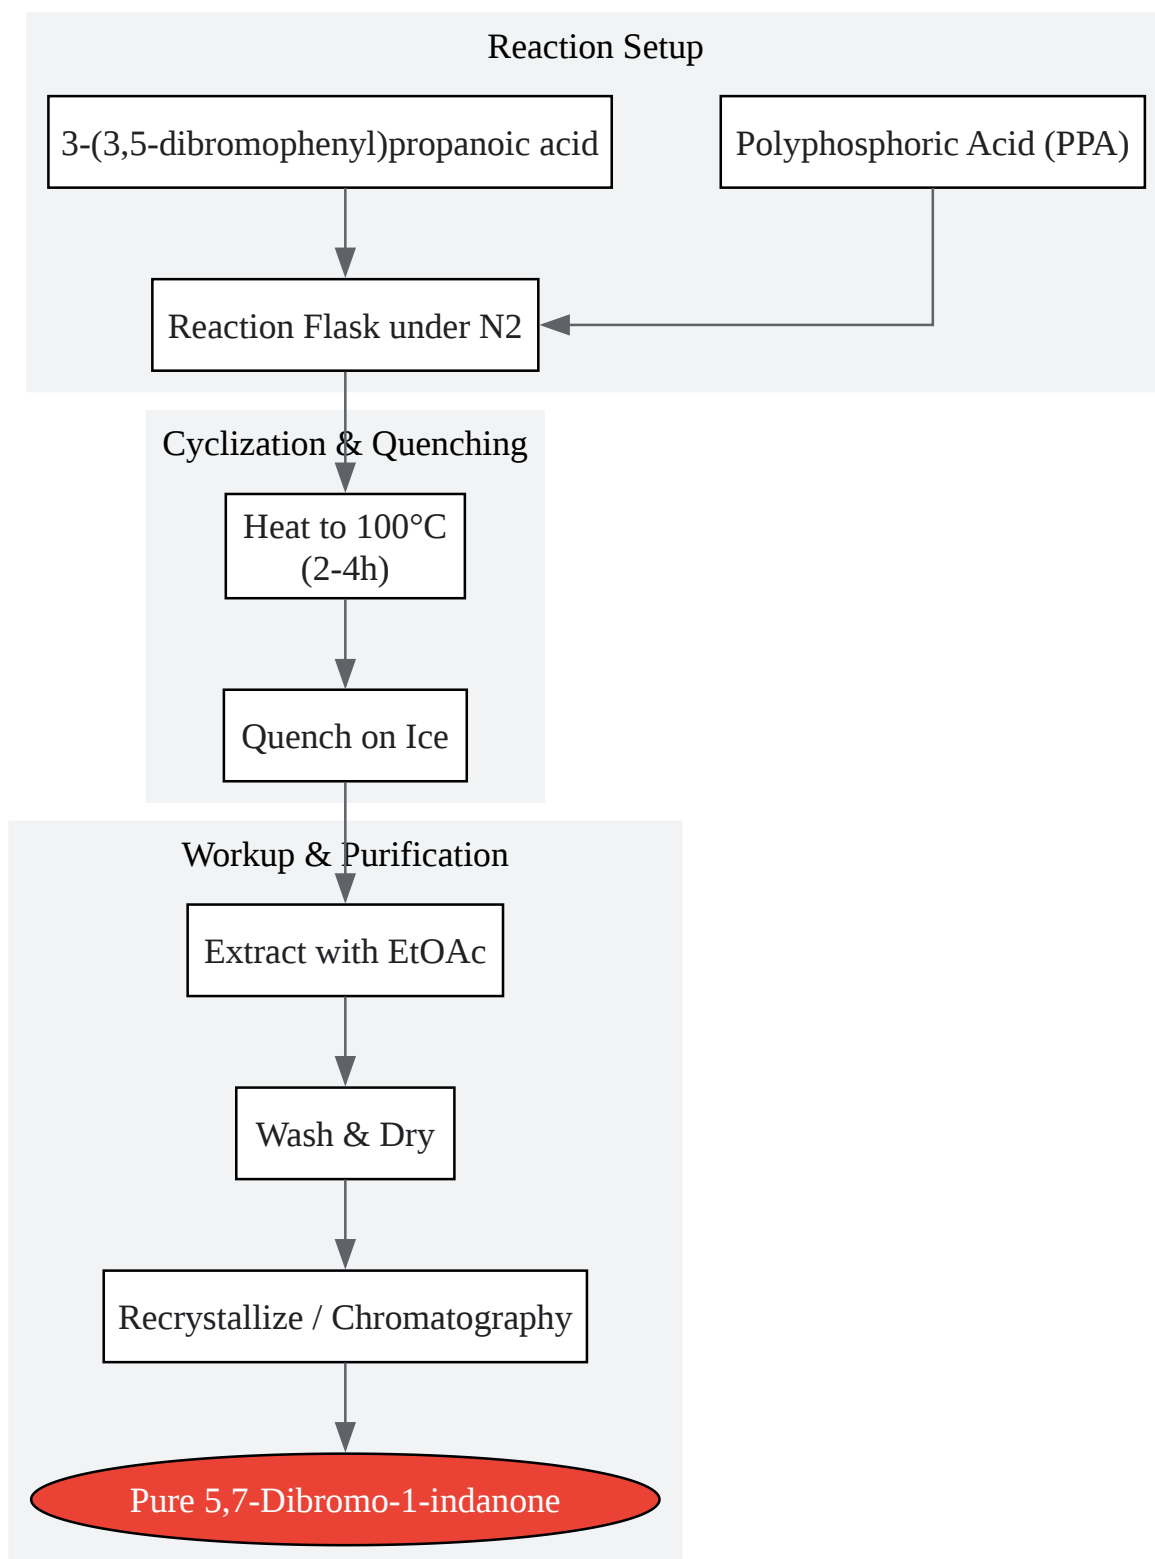 Reaction Setup
3-(3,5-dibromophenyl)propanoic acid
Polyphosphoric Acid (PPA)
Reaction Flask under N2
Cyclization & Quenching
Heat to 100°C
(2-4h)
Quench on Ice
Workup & Purification
Extract with EtOAc
Wash & Dry
Recrystallize / Chromatography
Pure 5,7-Dibromo-1-indanone